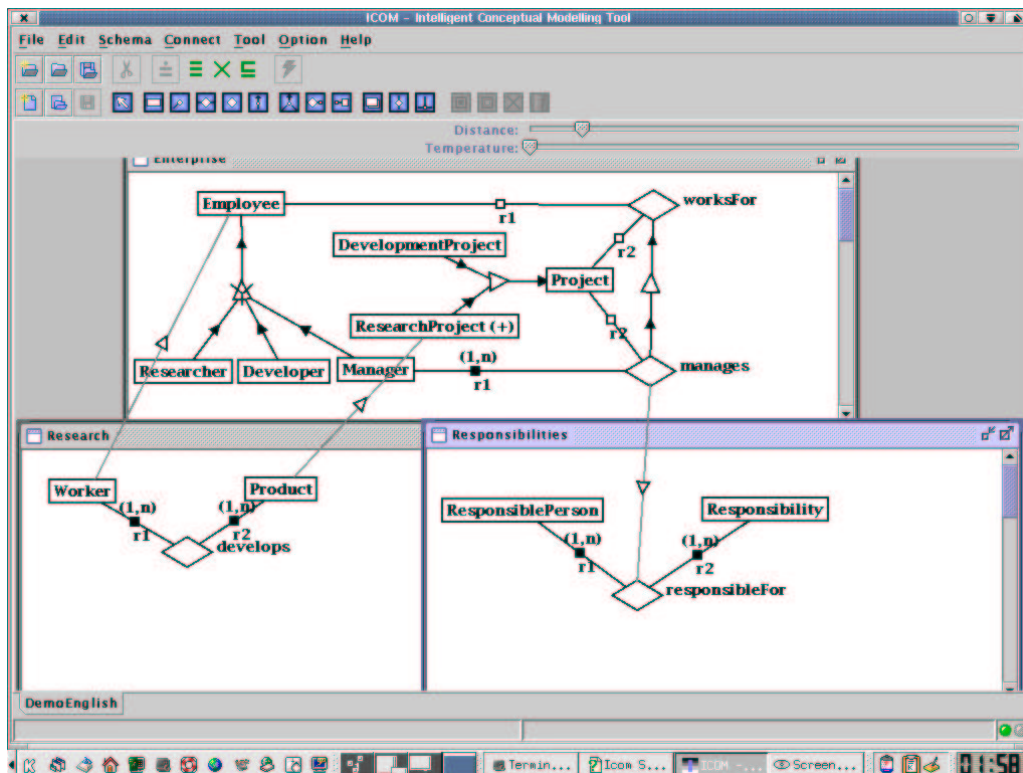 ICOM - Intelligent Conceptual Modelling Tool
File Edit Schema Connect Tool Option Help
Distance:
Temperature:
Enterprise
Employee
r1
worksFor
DevelopmentProject
r2
Project
ResearchProject (+)
r2
Researcher
Developer
Manager
(1,n)
r1
manages
Research
Worker
(1,n)
r1
Product
(1,n)
r2
develops
Responsibilities
ResponsiblePerson
(1,n)
r1
Responsibility
(1,n)
r2
responsibleFor
DemoEnglish
Termin... Icom S... ICOM -... Screen... 01:58